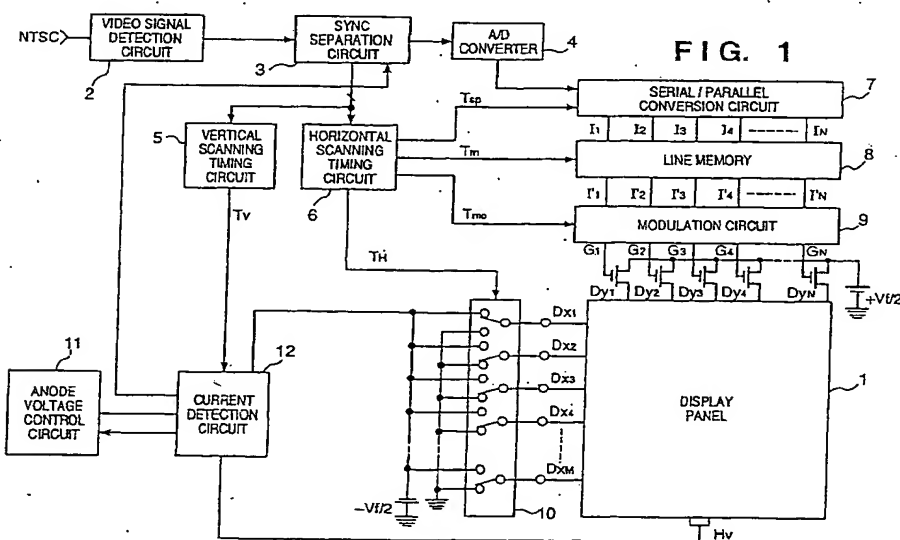 FIG. 1
NTSC
VIDEO SIGNAL
DETECTION
CIRCUIT
2
SYNC
SEPARATION
CIRCUIT
3
A/D
CONVERTER
4
SERIAL / PARALLEL
CONVERSION CIRCUIT
7
Tsp
I1 I2 I3 I4 IN
5
VERTICAL
SCANNING
TIMING
CIRCUIT
HORIZONTAL
SCANNING
TIMING
CIRCUIT
6
Tm
LINE MEMORY
8
I'1 I'2 I'3 I'4 I'N
Tmo
MODULATION CIRCUIT
9
Tv
TH
G1 G2 G3 G4 GN
Dy1 Dy2 Dy3 Dy4 DyN
+Vf/2
11
ANODE
VOLTAGE
CONTROL
CIRCUIT
12
CURRENT
DETECTION
CIRCUIT
Dx1
Dx2
Dx3
Dx4
DxM
DISPLAY
PANEL
1
-Vf/2
10
Hv